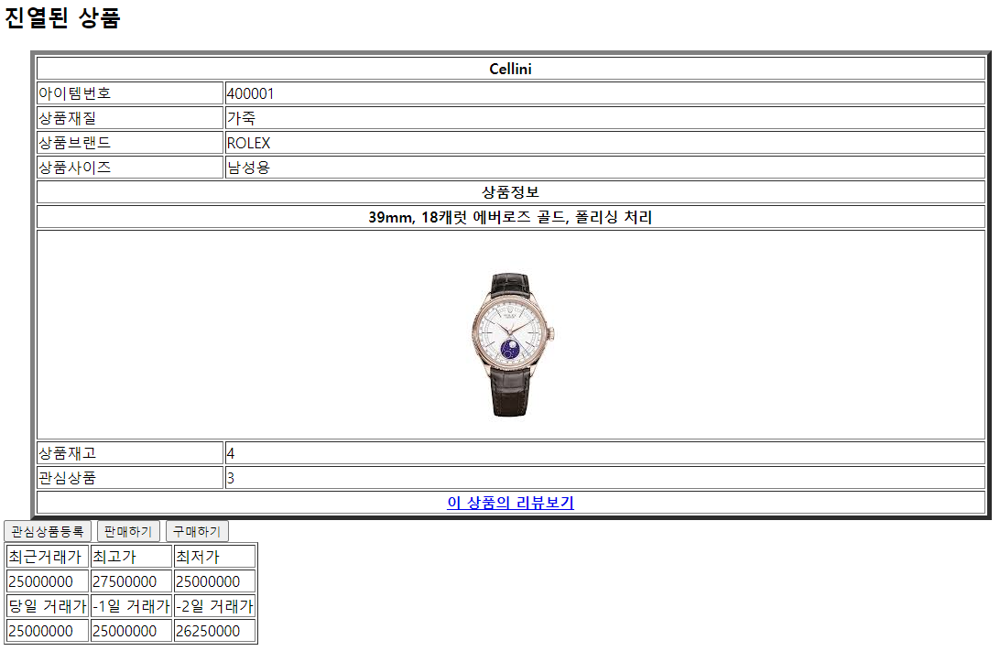 진열된 상품
Cellini
아이템번호 400001
상품재질 가죽
상품브랜드 ROLEX
상품사이즈 남성용
상품정보
39mm, 18캐럿 에버로즈 골드, 폴리싱 처리
ROLEX
상품재고 4
관심상품 3
이 상품의 리뷰보기
관심상품등록 판매하기 구매하기
최근거래가 최고가 최저가
25000000 27500000 25000000
당일 거래가 -1일 거래가 -2일 거래가
25000000 25000000 26250000